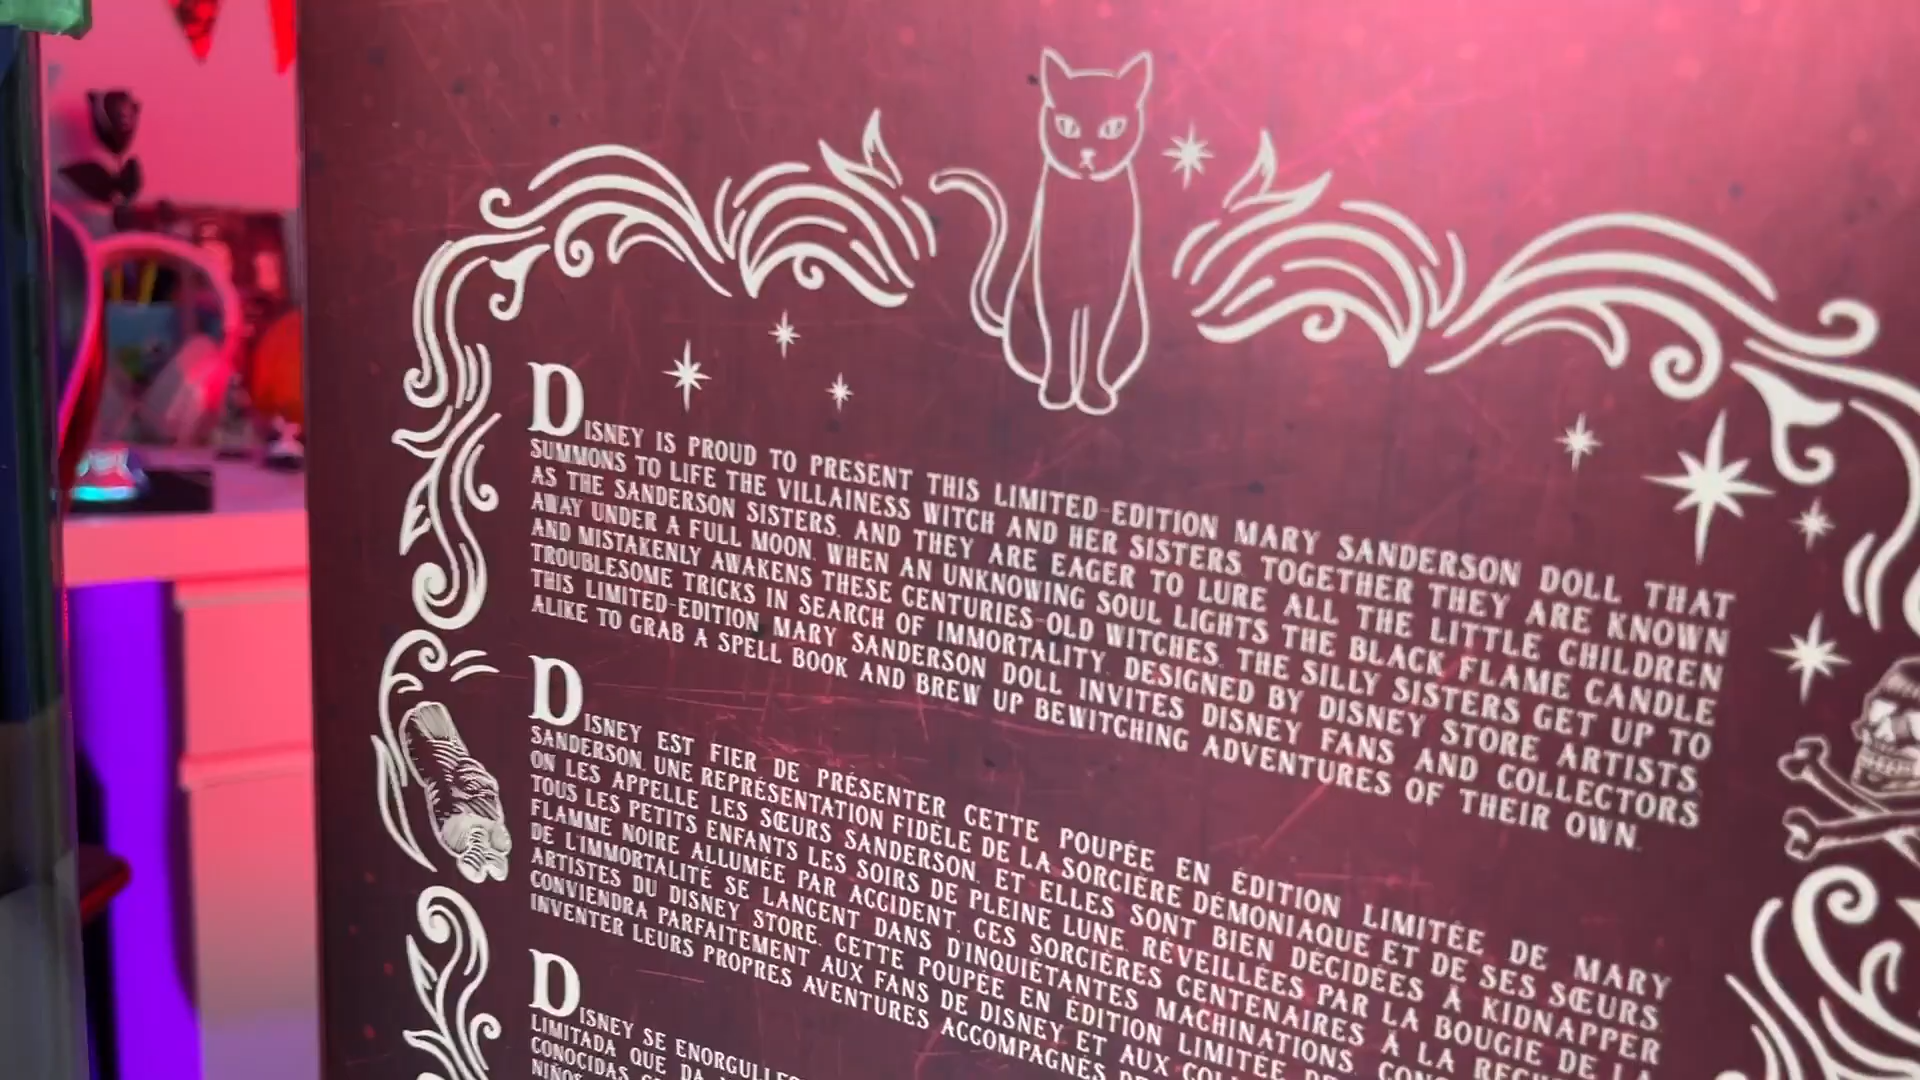 DISNEY IS PROUD TO PRESENT THIS LIMITED-EDITION MARY SANDERSON DOLL THAT
SUMMONS TO LIFE THE VILLAINESS WITCH AND HER SISTERS. TOGETHER THEY ARE KNOWN
AS THE SANDERSON SISTERS, AND THEY ARE EAGER TO LURE ALL THE LITTLE CHILDREN
AWAY UNDER A FULL MOON. WHEN AN UNKNOWING SOUL LIGHTS THE BLACK FLAME CANDLE
AND MISTAKENLY AWAKENS THESE CENTURIES-OLD WITCHES, THE SILLY SISTERS GET UP TO
TROUBLESOME TRICKS IN SEARCH OF IMMORTALITY. DESIGNED BY DISNEY STORE ARTISTS,
THIS LIMITED-EDITION MARY SANDERSON DOLL INVITES DISNEY FANS AND COLLECTORS
ALIKE TO GRAB A SPELL BOOK AND BREW UP BEWITCHING ADVENTURES OF THEIR OWN.
DISNEY EST FIER DE PRÉSENTER CETTE POUPÉE EN ÉDITION LIMITÉE DE MARY
SANDERSON, UNE REPRÉSENTATION FIDÈLE DE LA SORCIÈRE DÉMONIAQUE ET DE SES SŒURS.
ON LES APPELLE LES SŒURS SANDERSON, ET ELLES SONT BIEN DÉCIDÉES À KIDNAPPER
TOUS LES PETITS ENFANTS LES SOIRS DE PLEINE LUNE. RÉVEILLÉES PAR LA BOUGIE DE LA
FLAMME NOIRE ALLUMÉE PAR ACCIDENT, CES SORCIÈRES CENTENAIRES À LA
DE L'IMMORTALITÉ SE LANCENT DANS D'INQUIÉTANTES MACHINATIONS.
ARTISTES DU DISNEY STORE, CETTE POUPÉE EN ÉDITION LIMITÉE
CONVIENDRA PARFAITEMENT AUX FANS DE DISNEY ET AUX
INVENTER LEURS PROPRES AVENTURES ACCOMPAGNÉS
DISNEY SE
LIMITADA QUE DA
CONOCIDAS
NIÑOS